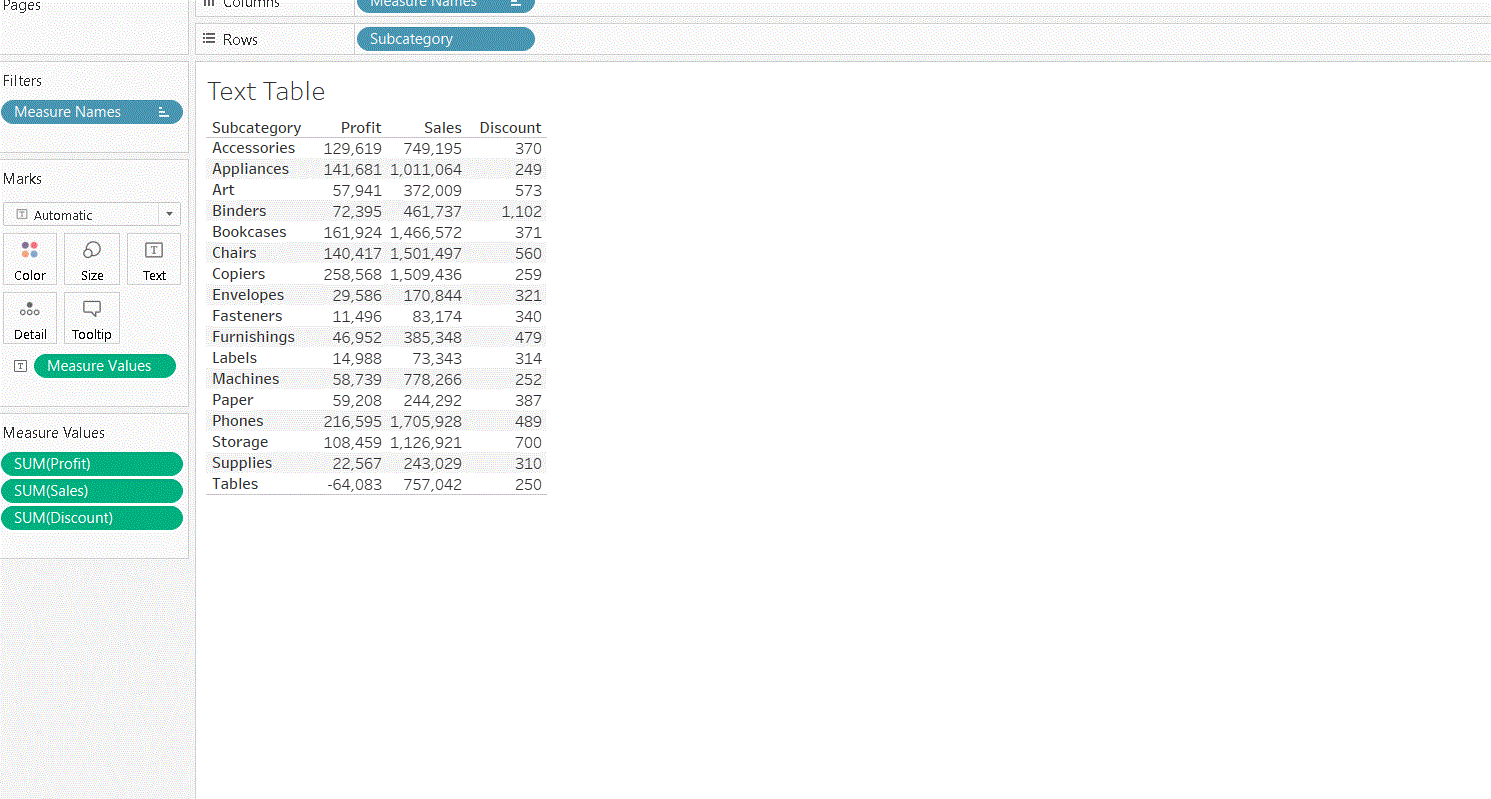 Pages
Columns Measure Names
Rows Subcategory
Filters
Measure Names
Marks
Automatic
Color Size Text
Detail Tooltip
Measure Values
Measure Values
SUM(Profit)
SUM(Sales)
SUM(Discount)
Text Table
Subcategory Profit Sales Discount
Accessories 129,619 749,195 370
Appliances 141,681 1,011,064 249
Art 57,941 372,009 573
Binders 72,395 461,737 1,102
Bookcases 161,924 1,466,572 371
Chairs 140,417 1,501,497 560
Copiers 258,568 1,509,436 259
Envelopes 29,586 170,844 321
Fasteners 11,496 83,174 340
Furnishings 46,952 385,348 479
Labels 14,988 73,343 314
Machines 58,739 778,266 252
Paper 59,208 244,292 387
Phones 216,595 1,705,928 489
Storage 108,459 1,126,921 700
Supplies 22,567 243,029 310
Tables -64,083 757,042 250